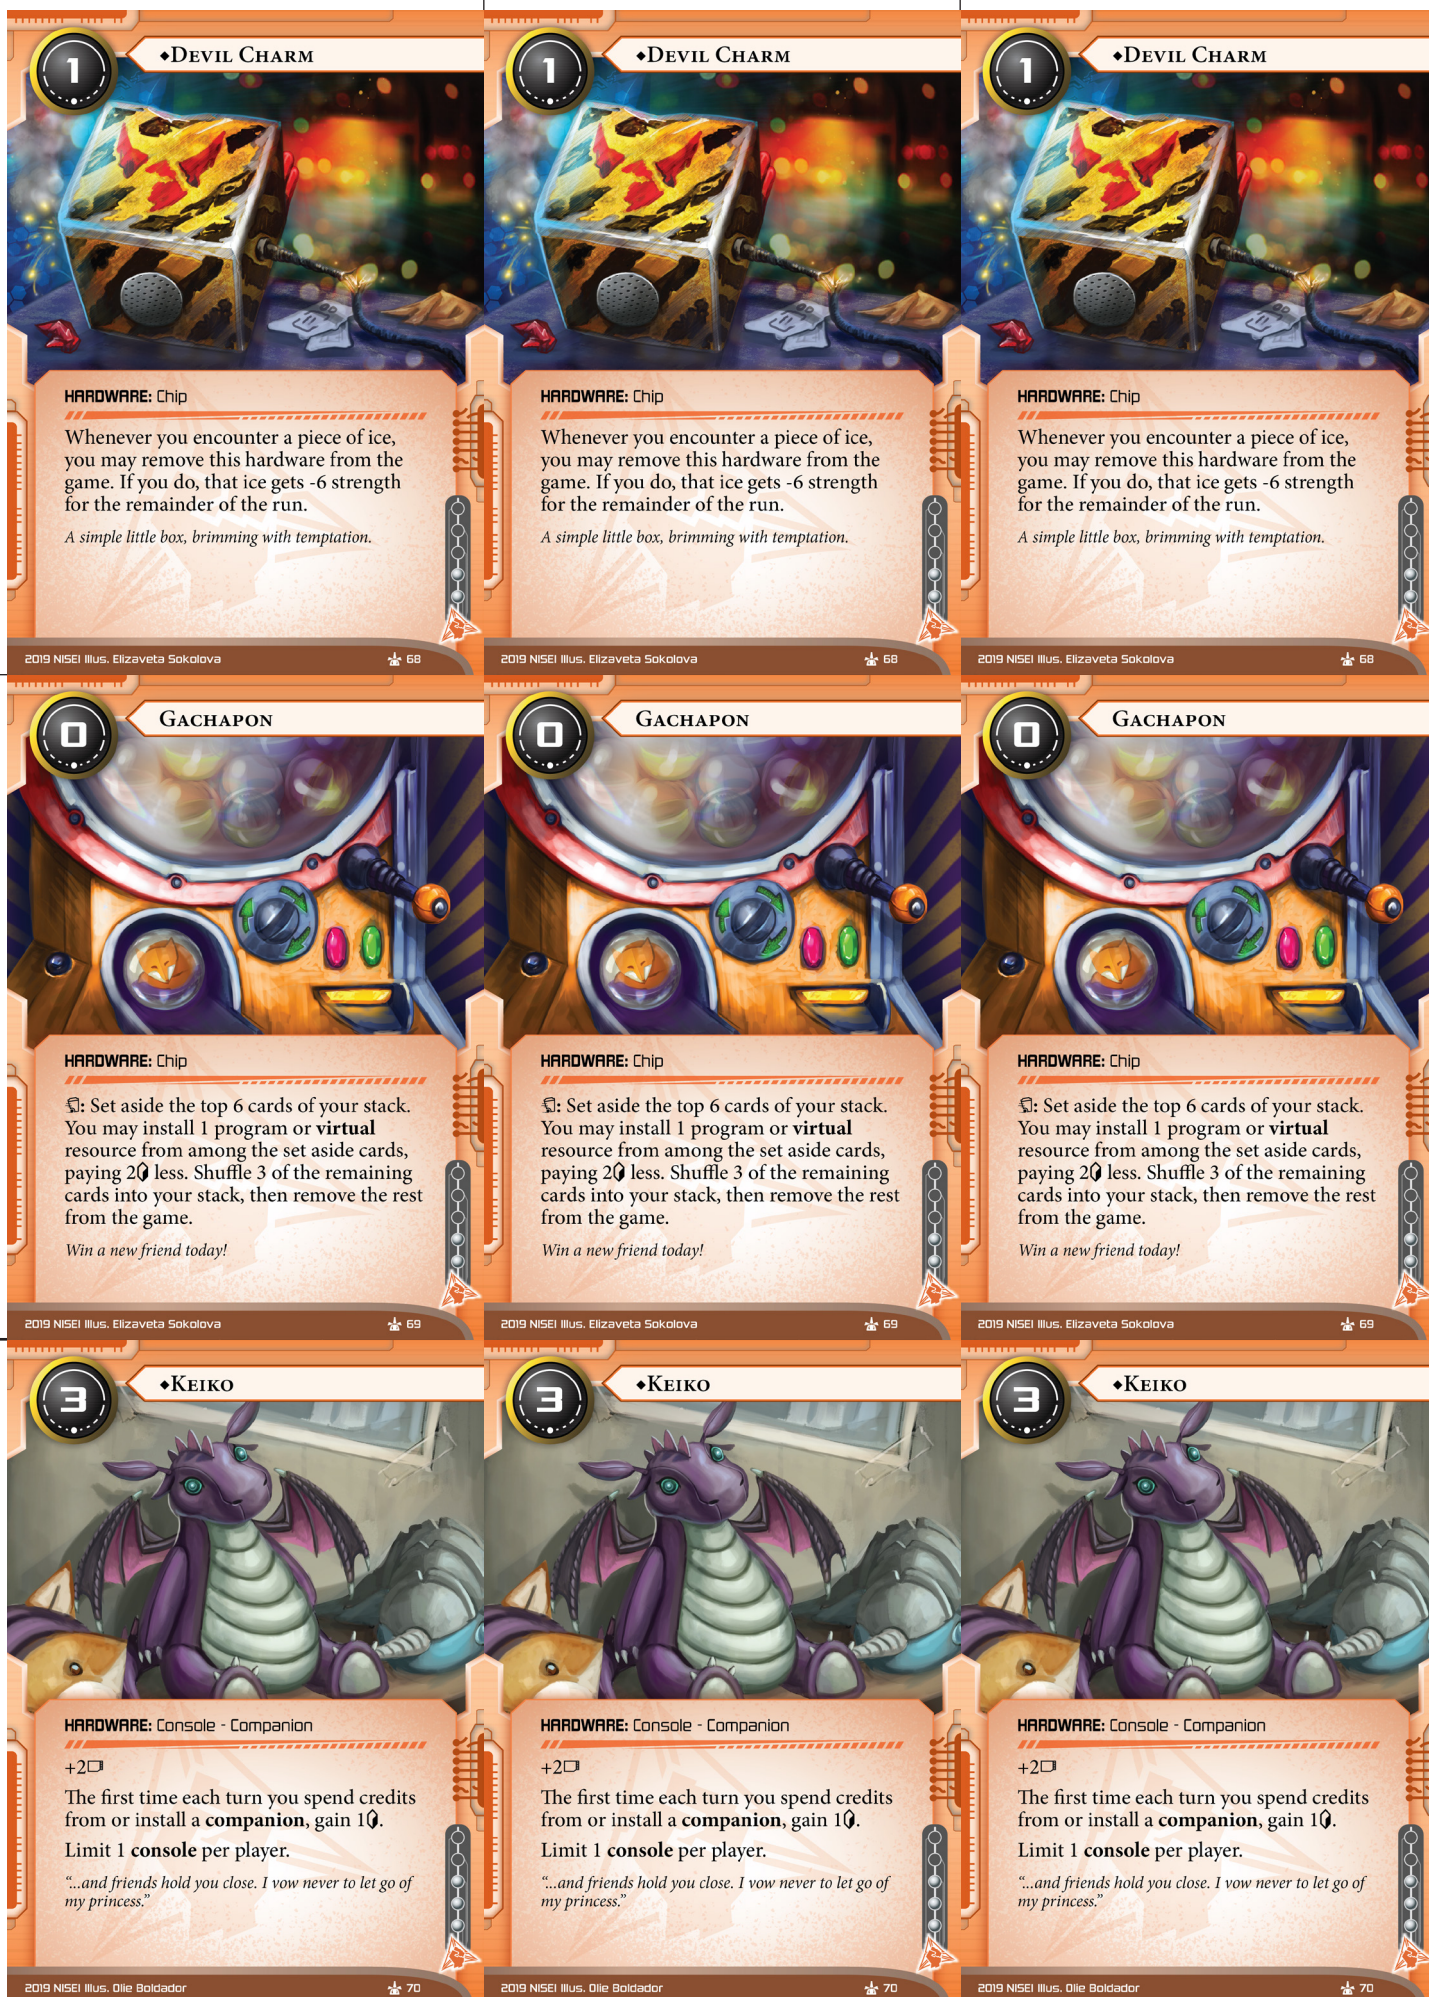 1 ◆DEVIL CHARM
HARDWARE: Chip
Whenever you encounter a piece of ice,
you may remove this hardware from the
game. If you do, that ice gets -6 strength
for the remainder of the run.
A simple little box, brimming with temptation.
2019 NISEI Illus. Elizaveta Sokolova 68
1 ◆DEVIL CHARM
HARDWARE: Chip
Whenever you encounter a piece of ice,
you may remove this hardware from the
game. If you do, that ice gets -6 strength
for the remainder of the run.
A simple little box, brimming with temptation.
2019 NISEI Illus. Elizaveta Sokolova 68
1 ◆DEVIL CHARM
HARDWARE: Chip
Whenever you encounter a piece of ice,
you may remove this hardware from the
game. If you do, that ice gets -6 strength
for the remainder of the run.
A simple little box, brimming with temptation.
2019 NISEI Illus. Elizaveta Sokolova 68
0 GACHAPON
HARDWARE: Chip
: Set aside the top 6 cards of your stack.
You may install 1 program or virtual
resource from among the set aside cards,
paying 2 less. Shuffle 3 of the remaining
cards into your stack, then remove the rest
from the game.
Win a new friend today!
2019 NISEI Illus. Elizaveta Sokolova 69
0 GACHAPON
HARDWARE: Chip
: Set aside the top 6 cards of your stack.
You may install 1 program or virtual
resource from among the set aside cards,
paying 2 less. Shuffle 3 of the remaining
cards into your stack, then remove the rest
from the game.
Win a new friend today!
2019 NISEI Illus. Elizaveta Sokolova 69
0 GACHAPON
HARDWARE: Chip
: Set aside the top 6 cards of your stack.
You may install 1 program or virtual
resource from among the set aside cards,
paying 2 less. Shuffle 3 of the remaining
cards into your stack, then remove the rest
from the game.
Win a new friend today!
2019 NISEI Illus. Elizaveta Sokolova 69
3 ◆KEIKO
HARDWARE: Console - Companion
+2
The first time each turn you spend credits
from or install a companion, gain 1.
Limit 1 console per player.
“...and friends hold you close. I vow never to let go of
my princess.”
2019 NISEI Illus. Olie Boldador 70
3 ◆KEIKO
HARDWARE: Console - Companion
+2
The first time each turn you spend credits
from or install a companion, gain 1.
Limit 1 console per player.
“...and friends hold you close. I vow never to let go of
my princess.”
2019 NISEI Illus. Olie Boldador 70
3 ◆KEIKO
HARDWARE: Console - Companion
+2
The first time each turn you spend credits
from or install a companion, gain 1.
Limit 1 console per player.
“...and friends hold you close. I vow never to let go of
my princess.”
2019 NISEI Illus. Olie Boldador 70